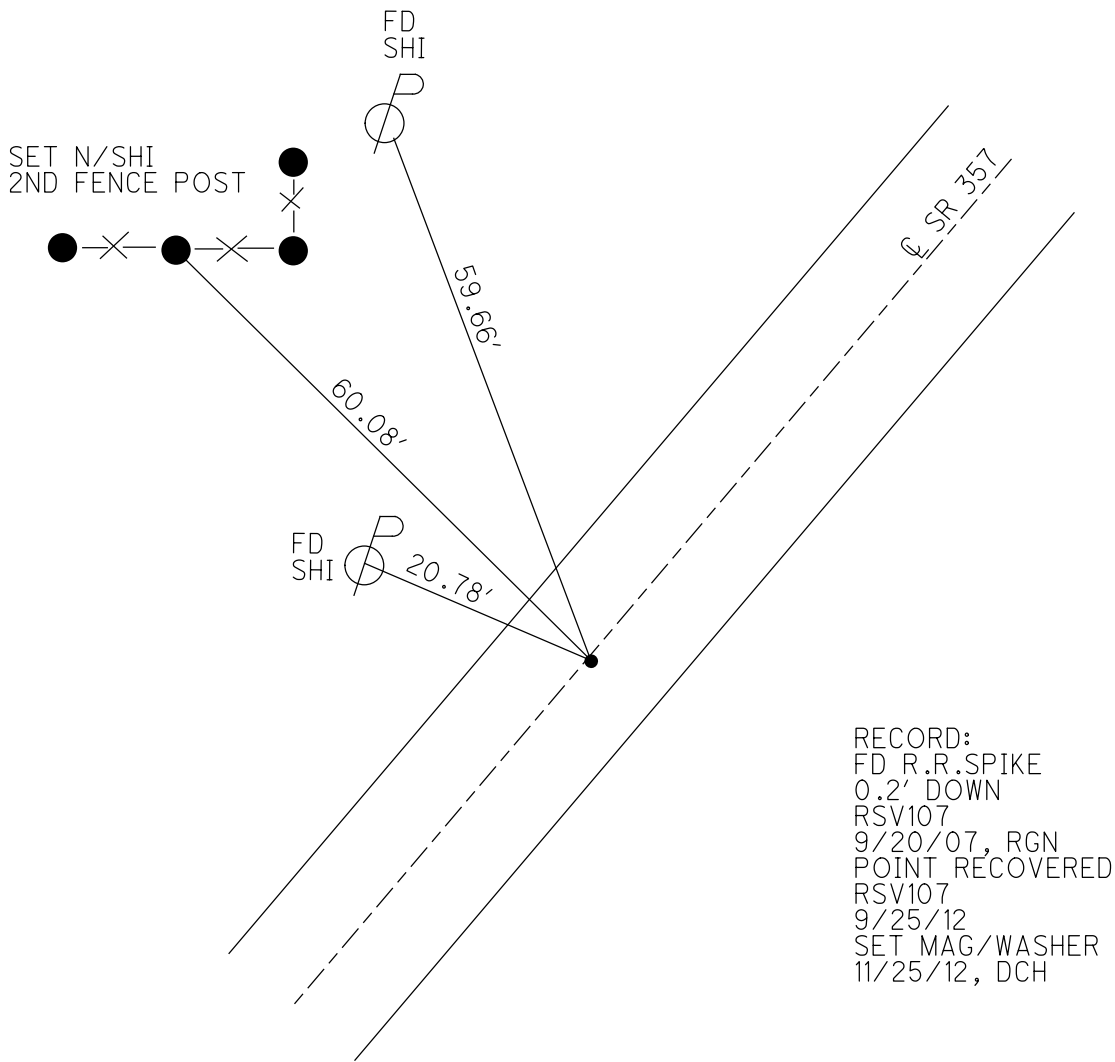 FD
SHI
SET N/SHI
2ND FENCE POST
℄ SR 357
59.66'
60.08'
FD
SHI
20.78'
RECORD:
FD R.R.SPIKE
0.2' DOWN
RSV107
9/20/07, RGN
POINT RECOVERED
RSV107
9/25/12
SET MAG/WASHER
11/25/12, DCH